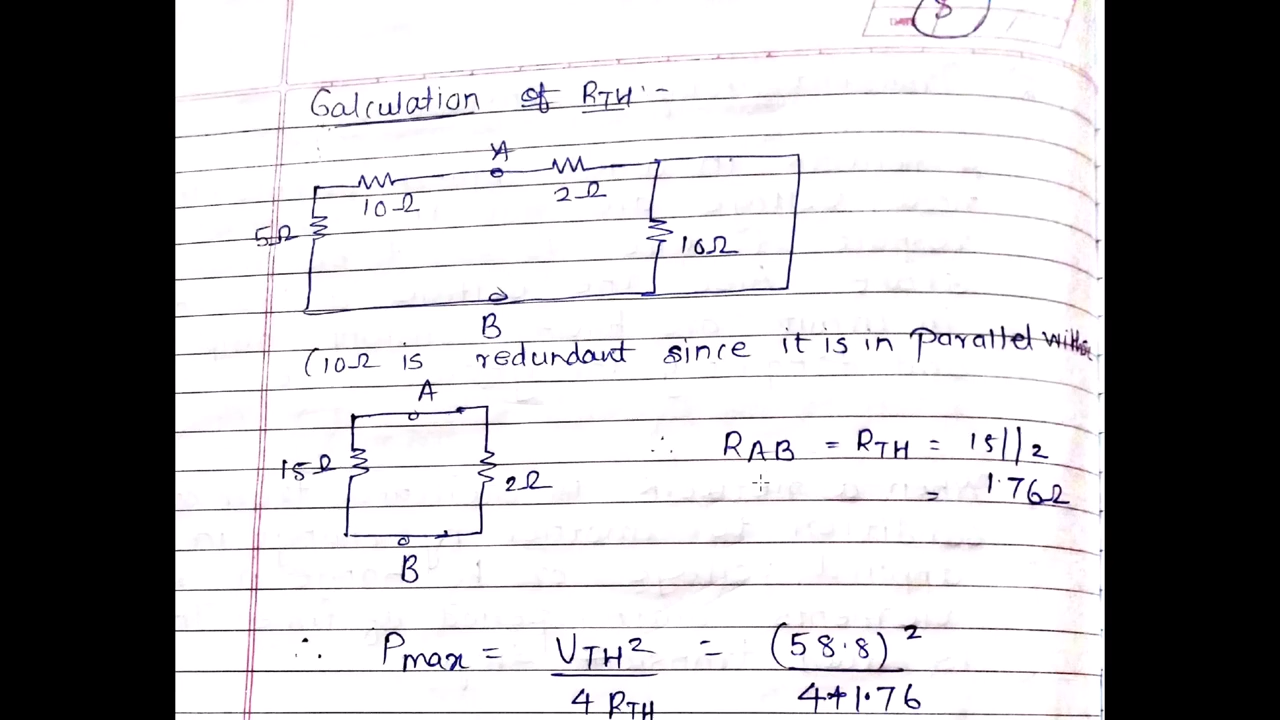 8
Calculation of RTH :-
A
10Ω 2Ω
5Ω 10Ω
B
(10Ω is redundant since it is in parallel with
A
15Ω 2Ω ∴ RAB = RTH = 15||2
= 1.76Ω
B
∴ Pmax = VTH² = (58.8)²
4 RTH 4*1.76